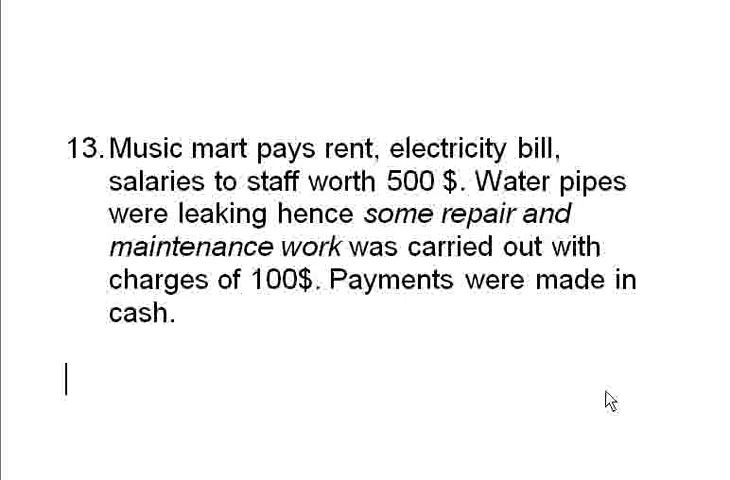 13. Music mart pays rent, electricity bill,
salaries to staff worth 500 $. Water pipes
were leaking hence some repair and
maintenance work was carried out with
charges of 100$. Payments were made in
cash.